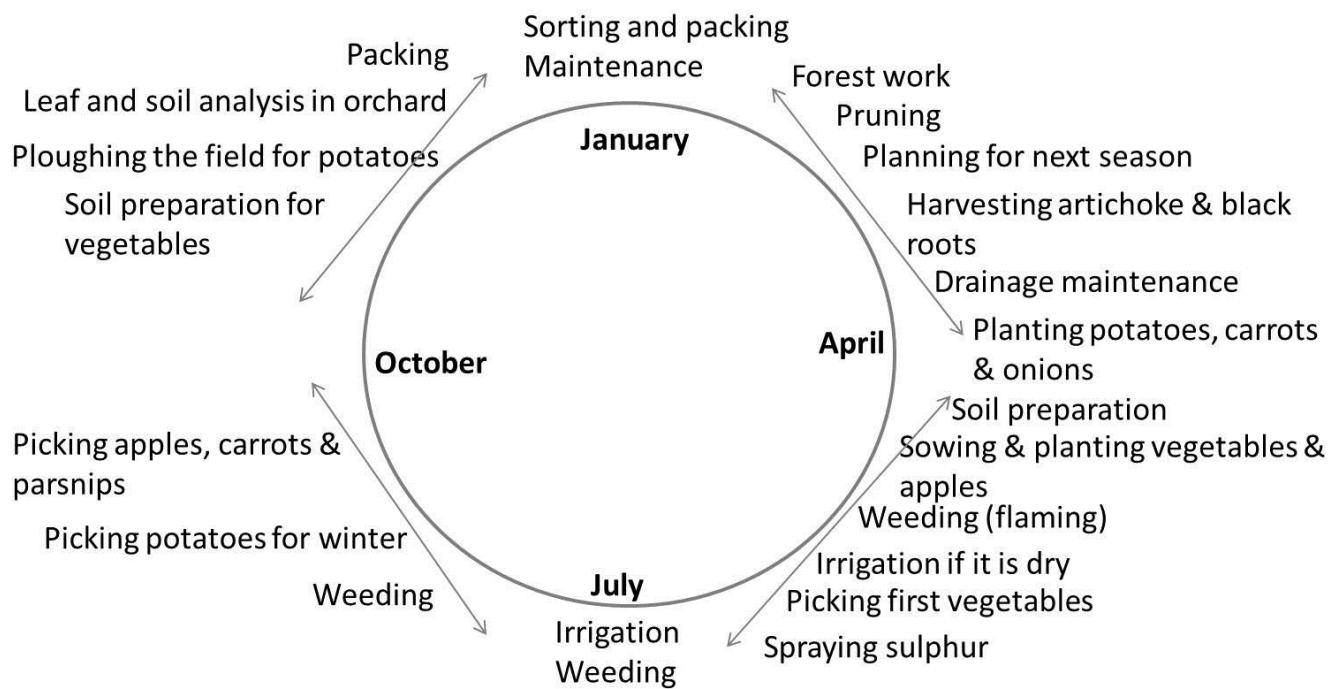 Sorting and packing
Maintenance
January
Forest work
Pruning
Planning for next season
Harvesting artichoke & black
roots
Drainage maintenance
April
Planting potatoes, carrots
& onions
Soil preparation
Sowing & planting vegetables &
apples
Weeding (flaming)
Irrigation if it is dry
Picking first vegetables
Spraying sulphur
July
Irrigation
Weeding
Weeding
Picking potatoes for winter
Picking apples, carrots &
parsnips
October
Soil preparation for
vegetables
Ploughing the field for potatoes
Leaf and soil analysis in orchard
Packing